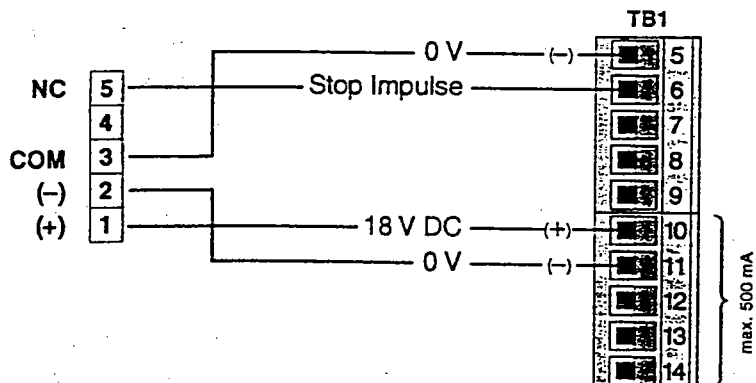 TB1
0 V (–) 5
NC 5 Stop Impulse 6
4 7
COM 3 8
(–) 2 9
(+) 1 18 V DC (+) 10
0 V (–) 11
12
13
14
max. 500 mA